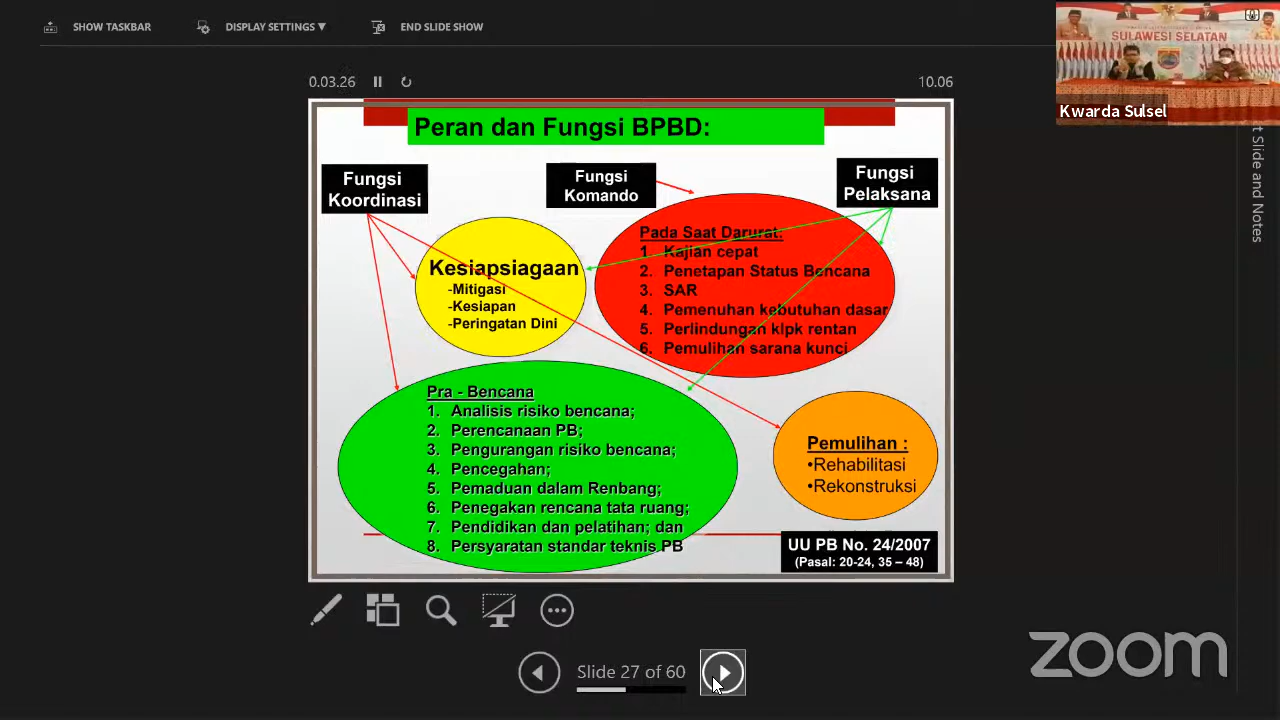 SHOW TASKBAR
DISPLAY SETTINGS ▼
END SLIDE SHOW
0.03.26
10.06
SULAWESI SELATAN
Kwarda Sulsel
t Slide and Notes
Peran dan Fungsi BPBD:
Fungsi
Koordinasi
Fungsi
Komando
Fungsi
Pelaksana
Kesiapsiagaan
-Mitigasi
-Kesiapan
-Peringatan Dini
Pada Saat Darurat:
1. Kajian cepat
2. Penetapan Status Bencana
3. SAR
4. Pemenuhan kebutuhan dasar
5. Perlindungan klpk rentan
6. Pemulihan sarana kunci
Pra - Bencana
1. Analisis risiko bencana;
2. Perencanaan PB;
3. Pengurangan risiko bencana;
4. Pencegahan;
5. Pemaduan dalam Renbang;
6. Penegakan rencana tata ruang;
7. Pendidikan dan pelatihan; dan
8. Persyaratan standar teknis PB
Pemulihan :
•Rehabilitasi
•Rekonstruksi
UU PB No. 24/2007
(Pasal: 20-24, 35 – 48)
Slide 27 of 60
zoom